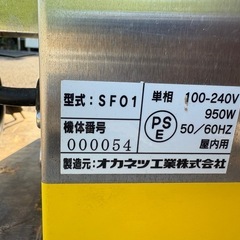 型式:SF01
単相 100-240V
950W
PSE
50/60HZ
機体番号
000054
屋内用
製造元:オカネツ工業株式会社